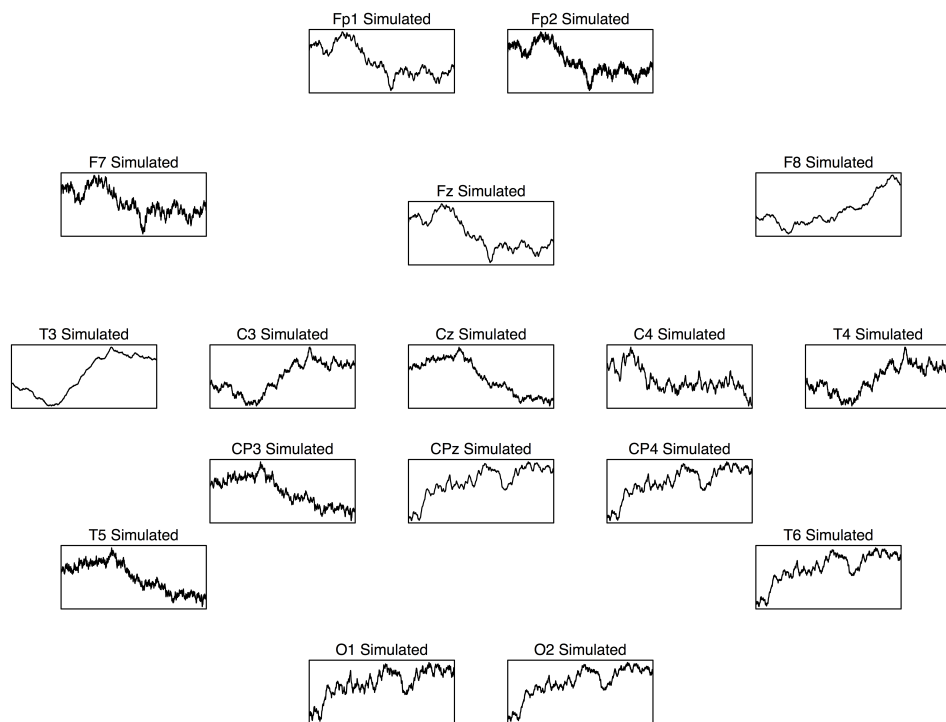 Fp1 Simulated
Fp2 Simulated
F7 Simulated
Fz Simulated
F8 Simulated
T3 Simulated
C3 Simulated
Cz Simulated
C4 Simulated
T4 Simulated
CP3 Simulated
CPz Simulated
CP4 Simulated
T5 Simulated
T6 Simulated
O1 Simulated
O2 Simulated